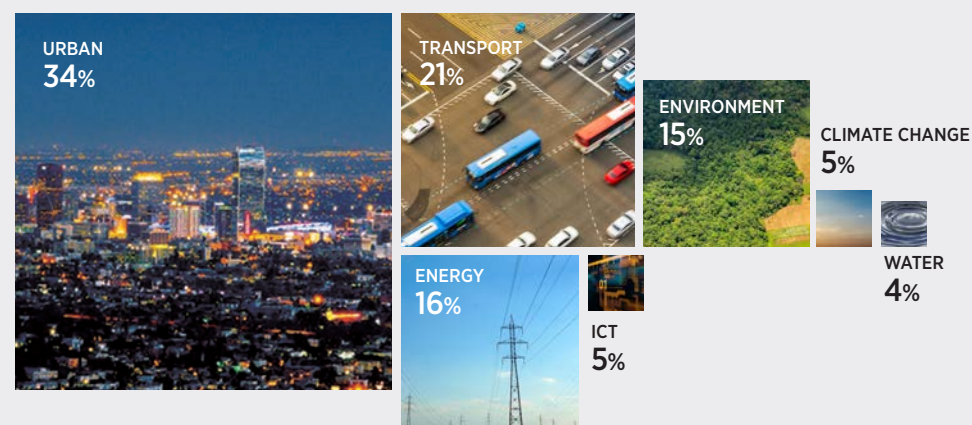 URBAN
34%
TRANSPORT
21%
ENVIRONMENT
15%
CLIMATE CHANGE
5%
WATER
4%
ENERGY
16%
ICT
5%